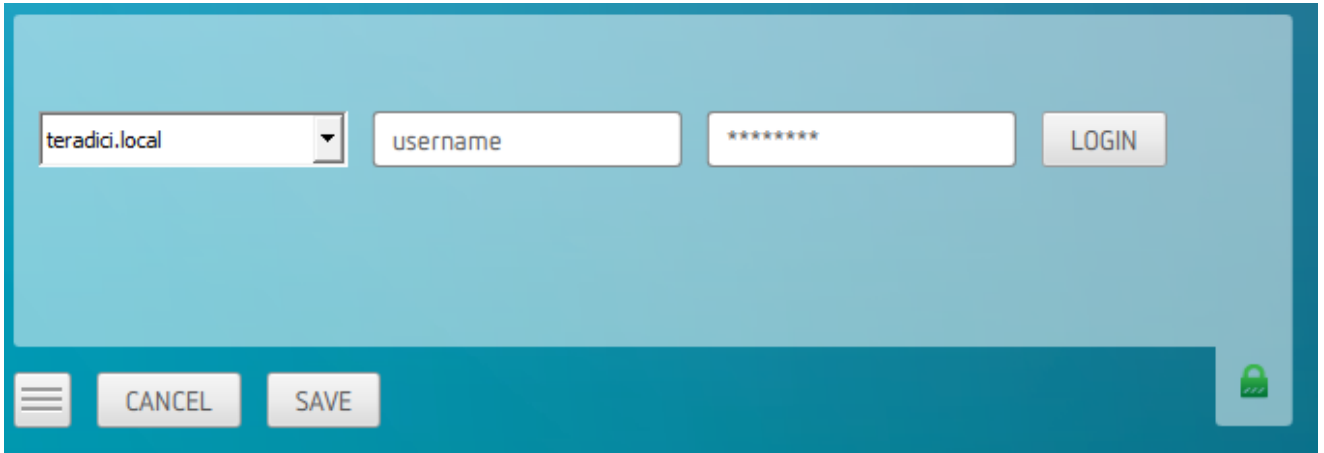 teradici.local
username
********
LOGIN
CANCEL
SAVE